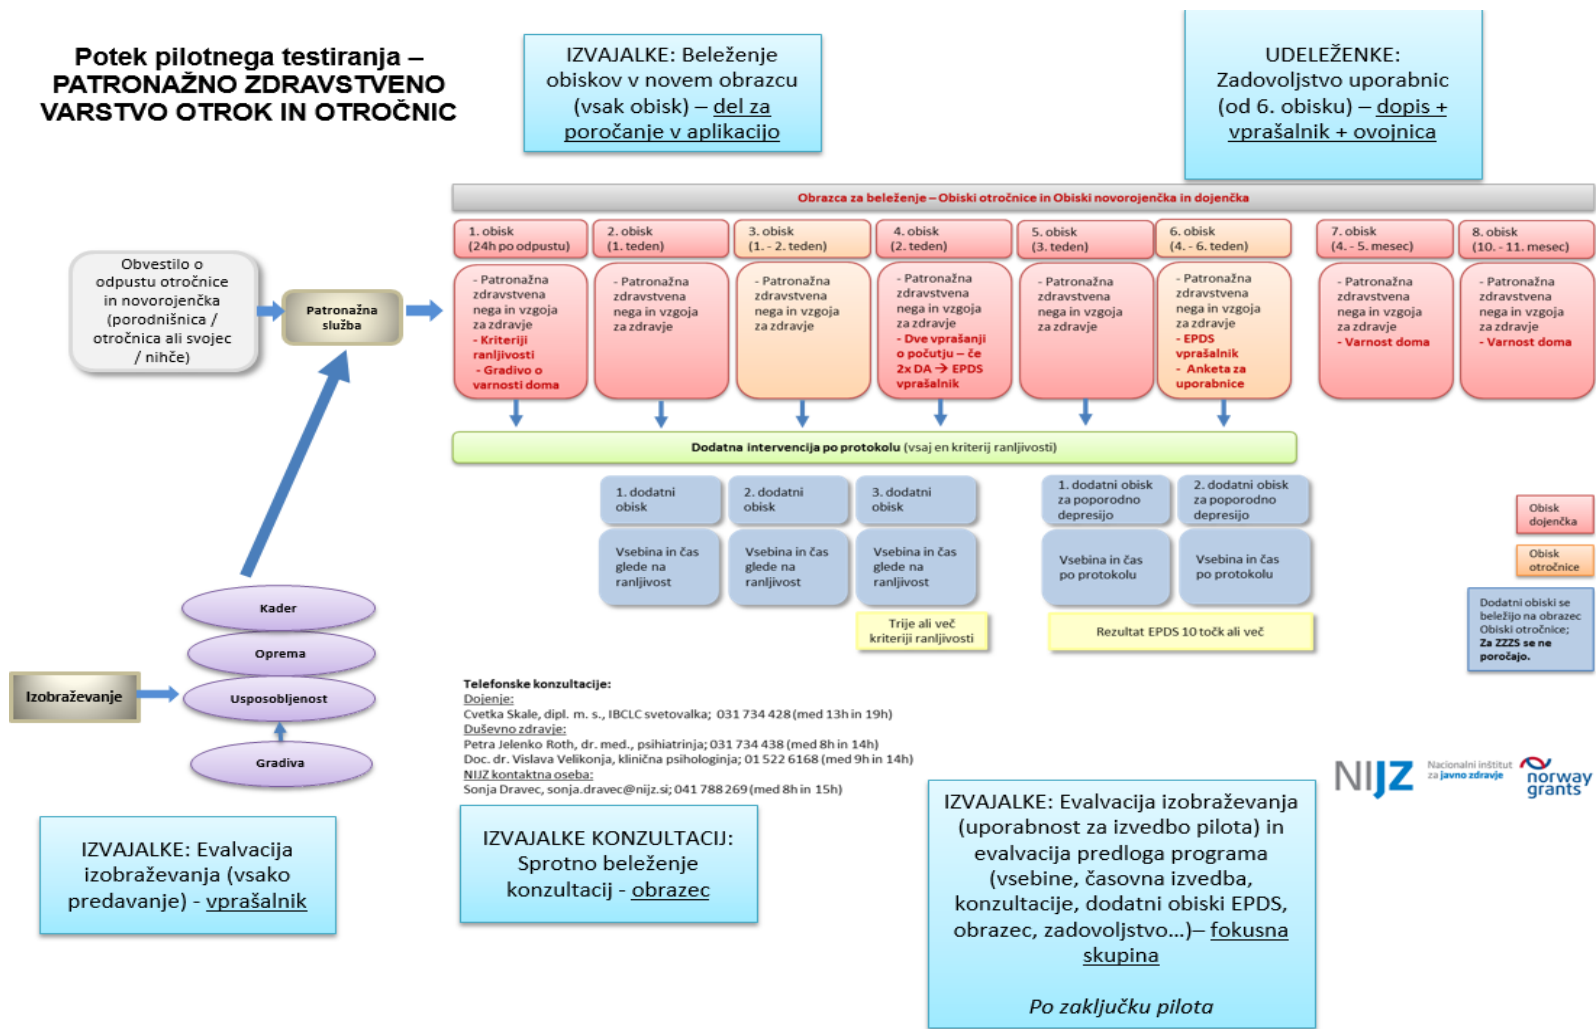 Potek pilotnega testiranja –
PATRONAŽNO ZDRAVSTVENO
VARSTVO OTROK IN OTROČNIC
IZVAJALKE: Beleženje
obiskov v novem obrazcu
(vsak obisk) – del za
poročanje v aplikacijo
UDELEŽENKE:
Zadovoljstvo uporabnic
(od 6. obisku) – dopis +
vprašalnik + ovojnica
Obrazca za beleženje – Obiski otročnice in Obiski novorojenčka in dojenčka
1. obisk
(24h po odpustu)
2. obisk
(1. teden)
3. obisk
(1. - 2. teden)
4. obisk
(2. teden)
5. obisk
(3. teden)
6. obisk
(4. - 6. teden)
7. obisk
(4. - 5. mesec)
8. obisk
(10. - 11. mesec)
Obvestilo o
odpustu otročnice
in novorojenčka
(porodnišnica /
otročnica ali svojec
/ nihče)
Patronažna
služba
- Patronažna
zdravstvena
nega in vzgoja
za zdravje
- Kriteriji
ranljivosti
- Gradivo o
varnosti doma
- Patronažna
zdravstvena
nega in vzgoja
za zdravje
- Patronažna
zdravstvena
nega in vzgoja
za zdravje
- Patronažna
zdravstvena
nega in vzgoja
za zdravje
- Dve vprašanji
o počutju – če
2x DA → EPDS
vprašalnik
- Patronažna
zdravstvena
nega in vzgoja
za zdravje
- Patronažna
zdravstvena
nega in vzgoja
za zdravje
- EPDS
vprašalnik
- Anketa za
uporabnice
- Patronažna
zdravstvena
nega in vzgoja
za zdravje
- Varnost doma
- Patronažna
zdravstvena
nega in vzgoja
za zdravje
- Varnost doma
Dodatna intervencija po protokolu (vsaj en kriterij ranljivosti)
1. dodatni
obisk
2. dodatni
obisk
3. dodatni
obisk
1. dodatni obisk
za poporodno
depresijo
2. dodatni obisk
za poporodno
depresijo
Vsebina in čas
glede na
ranljivost
Vsebina in čas
glede na
ranljivost
Vsebina in čas
glede na
ranljivost
Vsebina in čas
po protokolu
Vsebina in čas
po protokolu
Trije ali več
kriteriji ranljivosti
Rezultat EPDS 10 točk ali več
Obisk
dojenčka
Obisk
otročnice
Dodatni obiski se
beležijo na obrazec
Obiski otročnice;
Za ZZZS se ne
poročajo.
Kader
Oprema
Usposobljenost
Gradiva
Izobraževanje
Telefonske konzultacije:
Dojenje:
Cvetka Skale, dipl. m. s., IBCLC svetovalka; 031 734 428 (med 13h in 19h)
Duševno zdravje:
Petra Jelenko Roth, dr. med., psihiatrinja; 031 734 438 (med 8h in 14h)
Doc. dr. Vislava Velikonja, klinična psihologinja; 01 522 6168 (med 9h in 14h)
NIJZ kontaktna oseba:
Sonja Dravec, sonja.dravec@nijz.si; 041 788 269 (med 8h in 15h)
NIJZ Nacionalni inštitut
za javno zdravje
norway
grants
IZVAJALKE: Evalvacija
izobraževanja (vsako
predavanje) - vprašalnik
IZVAJALKE KONZULTACIJ:
Sprotno beleženje
konzultacij - obrazec
IZVAJALKE: Evalvacija izobraževanja
(uporabnost za izvedbo pilota) in
evalvacija predloga programa
(vsebine, časovna izvedba,
konzultacije, dodatni obiski EPDS,
obrazec, zadovoljstvo...)– fokusna
skupina
Po zaključku pilota